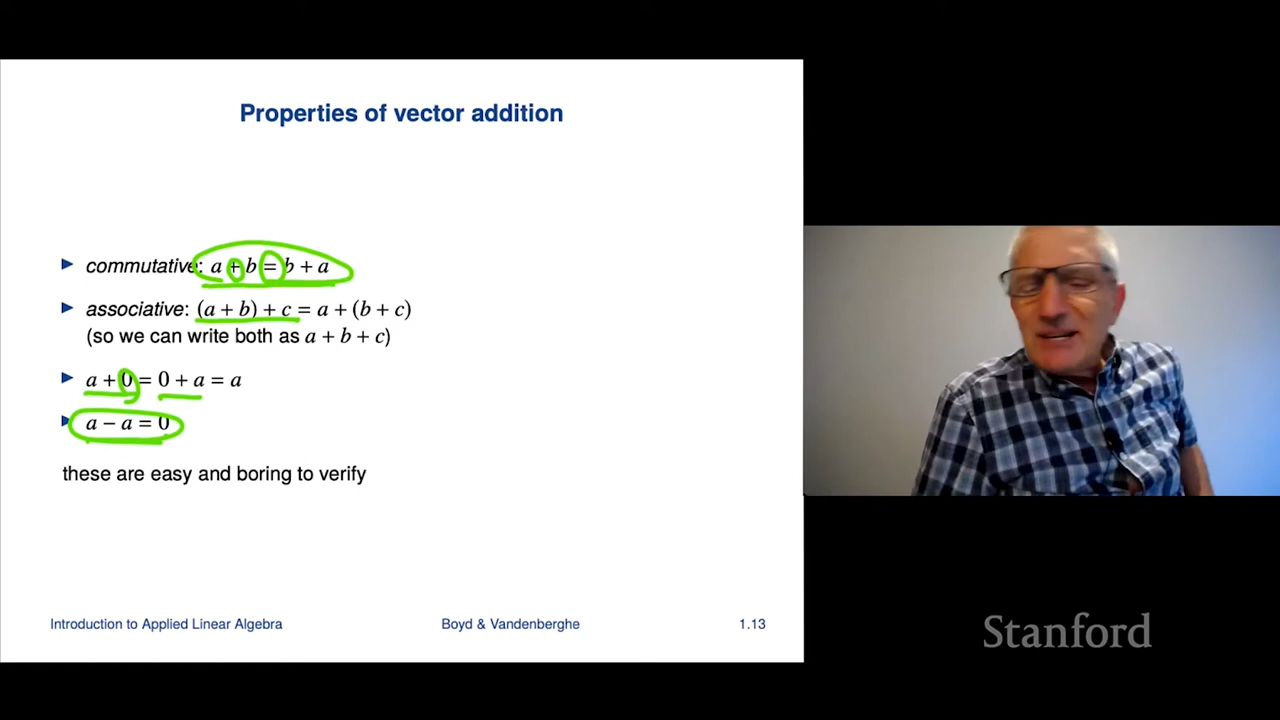 Properties of vector addition
▶ commutative: a + b = b + a
▶ associative: (a + b) + c = a + (b + c)
(so we can write both as a + b + c)
▶ a + 0 = 0 + a = a
▶ a − a = 0
these are easy and boring to verify
Introduction to Applied Linear Algebra Boyd & Vandenberghe 1.13
Stanford